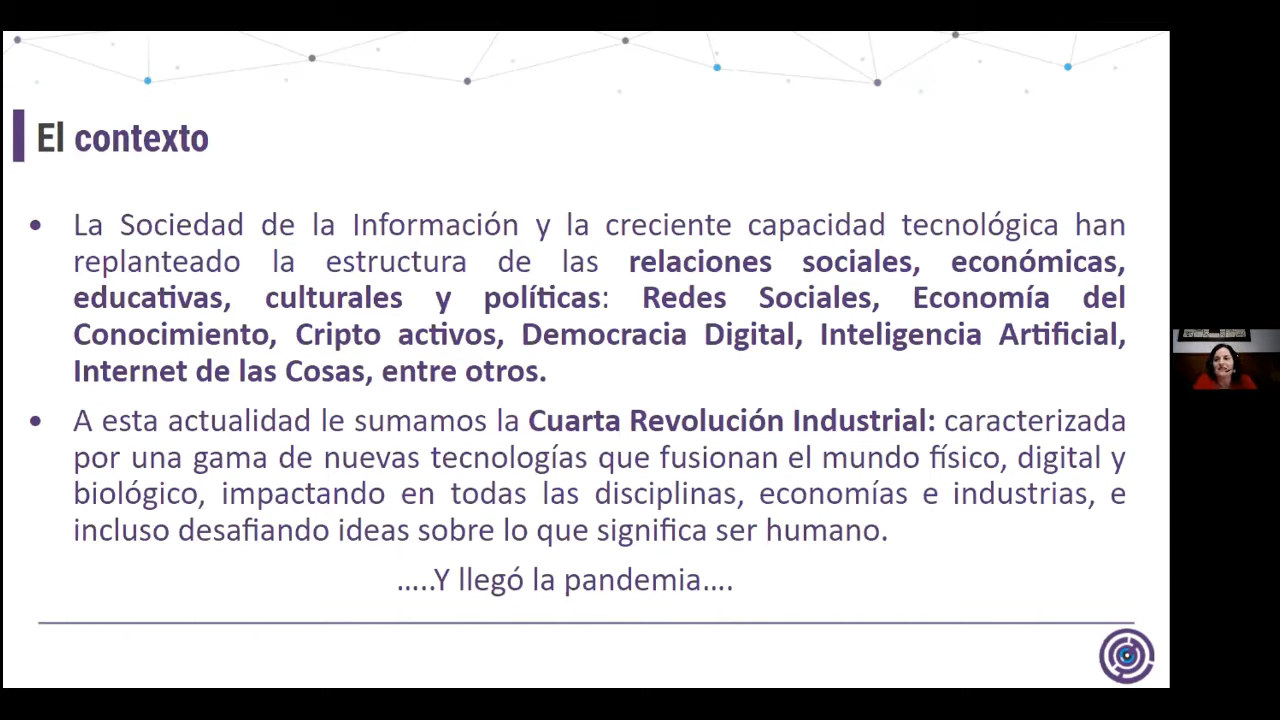 El contexto
• La Sociedad de la Información y la creciente capacidad tecnológica han
replanteado la estructura de las relaciones sociales, económicas,
educativas, culturales y políticas: Redes Sociales, Economía del
Conocimiento, Cripto activos, Democracia Digital, Inteligencia Artificial,
Internet de las Cosas, entre otros.
• A esta actualidad le sumamos la Cuarta Revolución Industrial: caracterizada
por una gama de nuevas tecnologías que fusionan el mundo físico, digital y
biológico, impactando en todas las disciplinas, economías e industrias, e
incluso desafiando ideas sobre lo que significa ser humano.
…..Y llegó la pandemia….